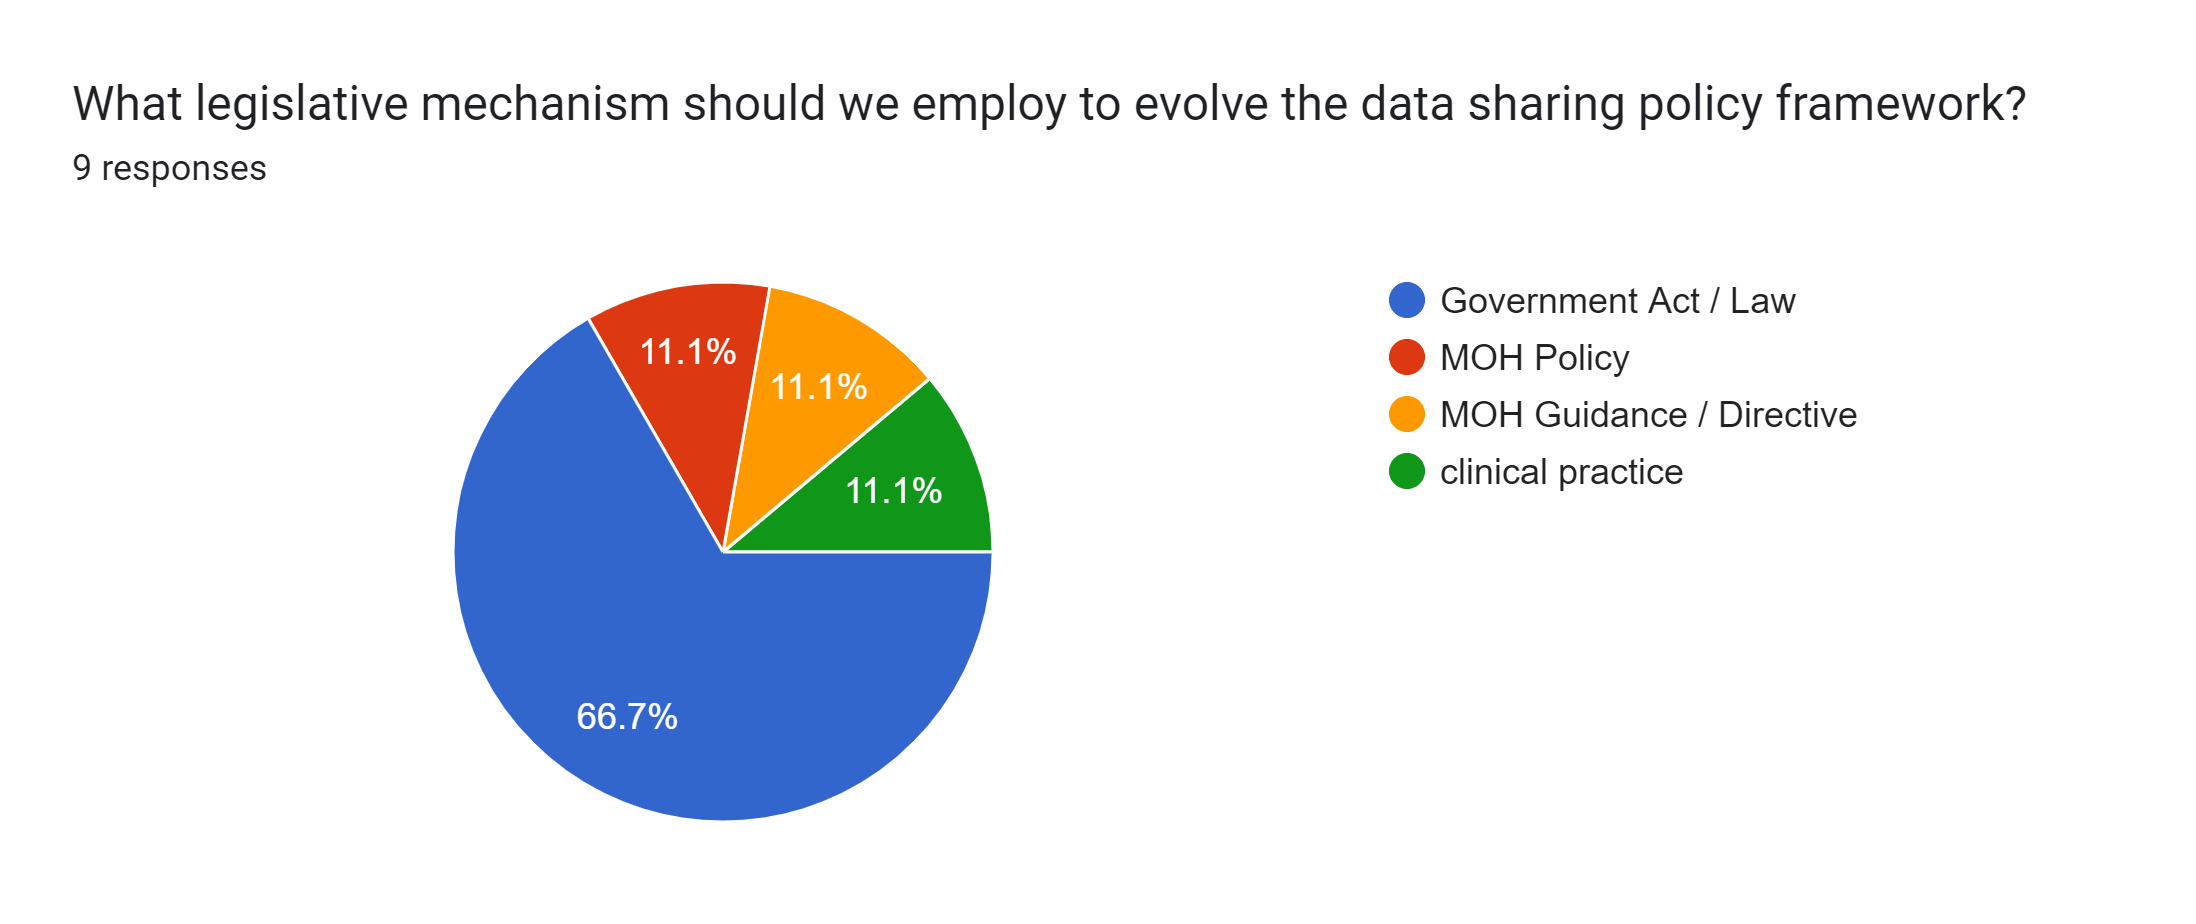 What legislative mechanism should we employ to evolve the data sharing policy framework?
9 responses
Government Act / Law
MOH Policy
MOH Guidance / Directive
clinical practice
11.1%
11.1%
11.1%
66.7%